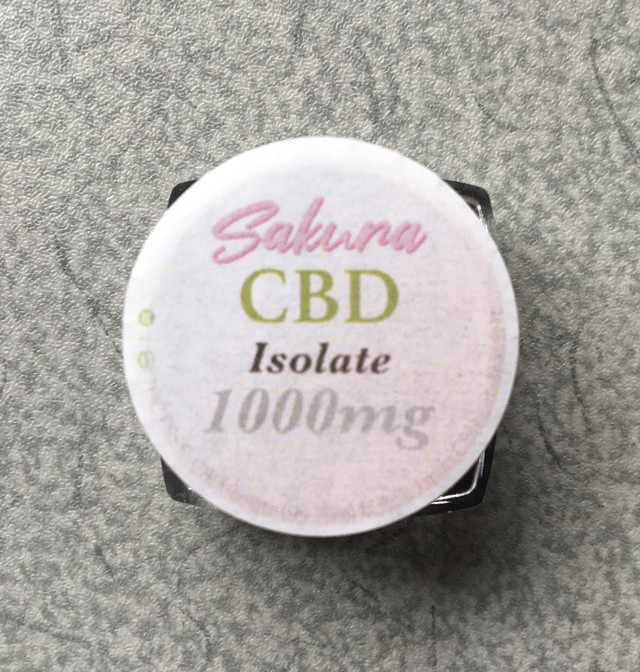 Sakura
CBD
Isolate
1000mg